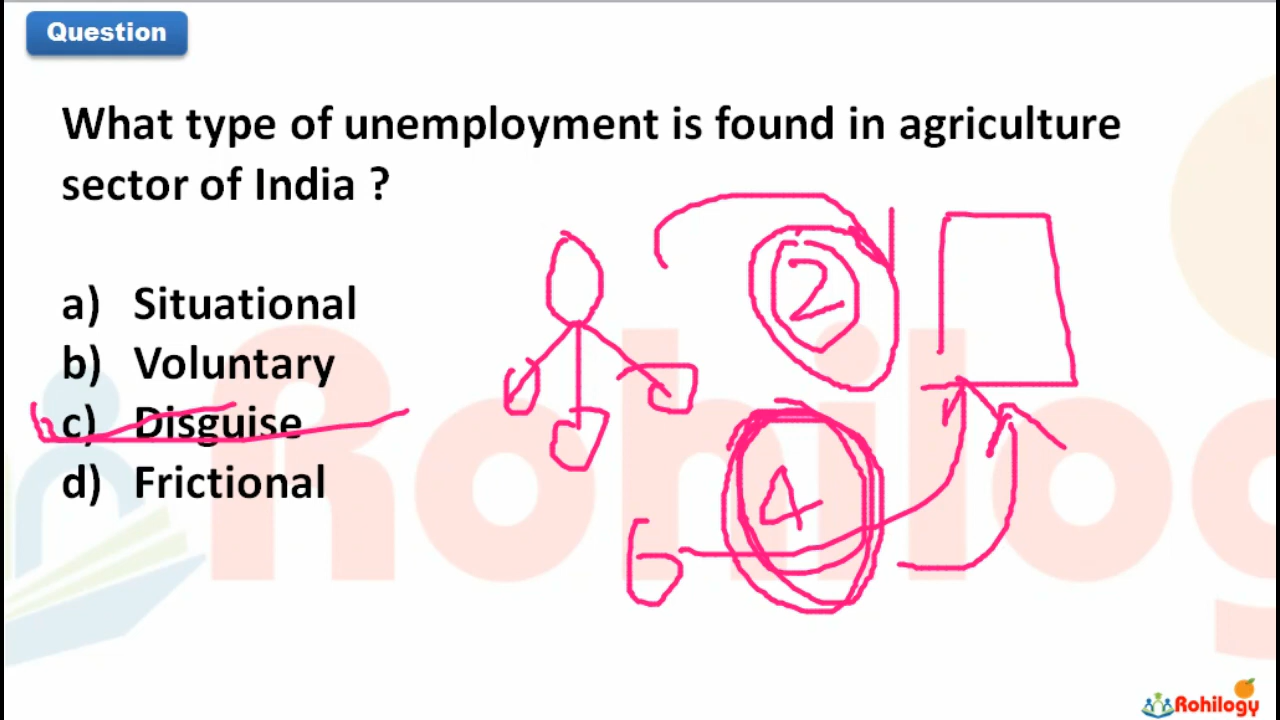 Question
What type of unemployment is found in agriculture
sector of India ?
a) Situational
b) Voluntary
c) Disguise
d) Frictional
2
4
6
Rohilogy
Rohilogy